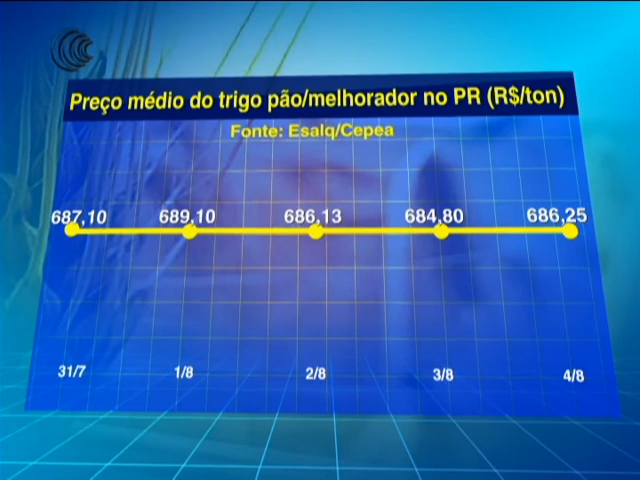 Preço médio do trigo pão/melhorador no PR (R$/ton)
Fonte: Esalq/Cepea
687,10 689,10 686,13 684,80 686,25
31/7 1/8 2/8 3/8 4/8